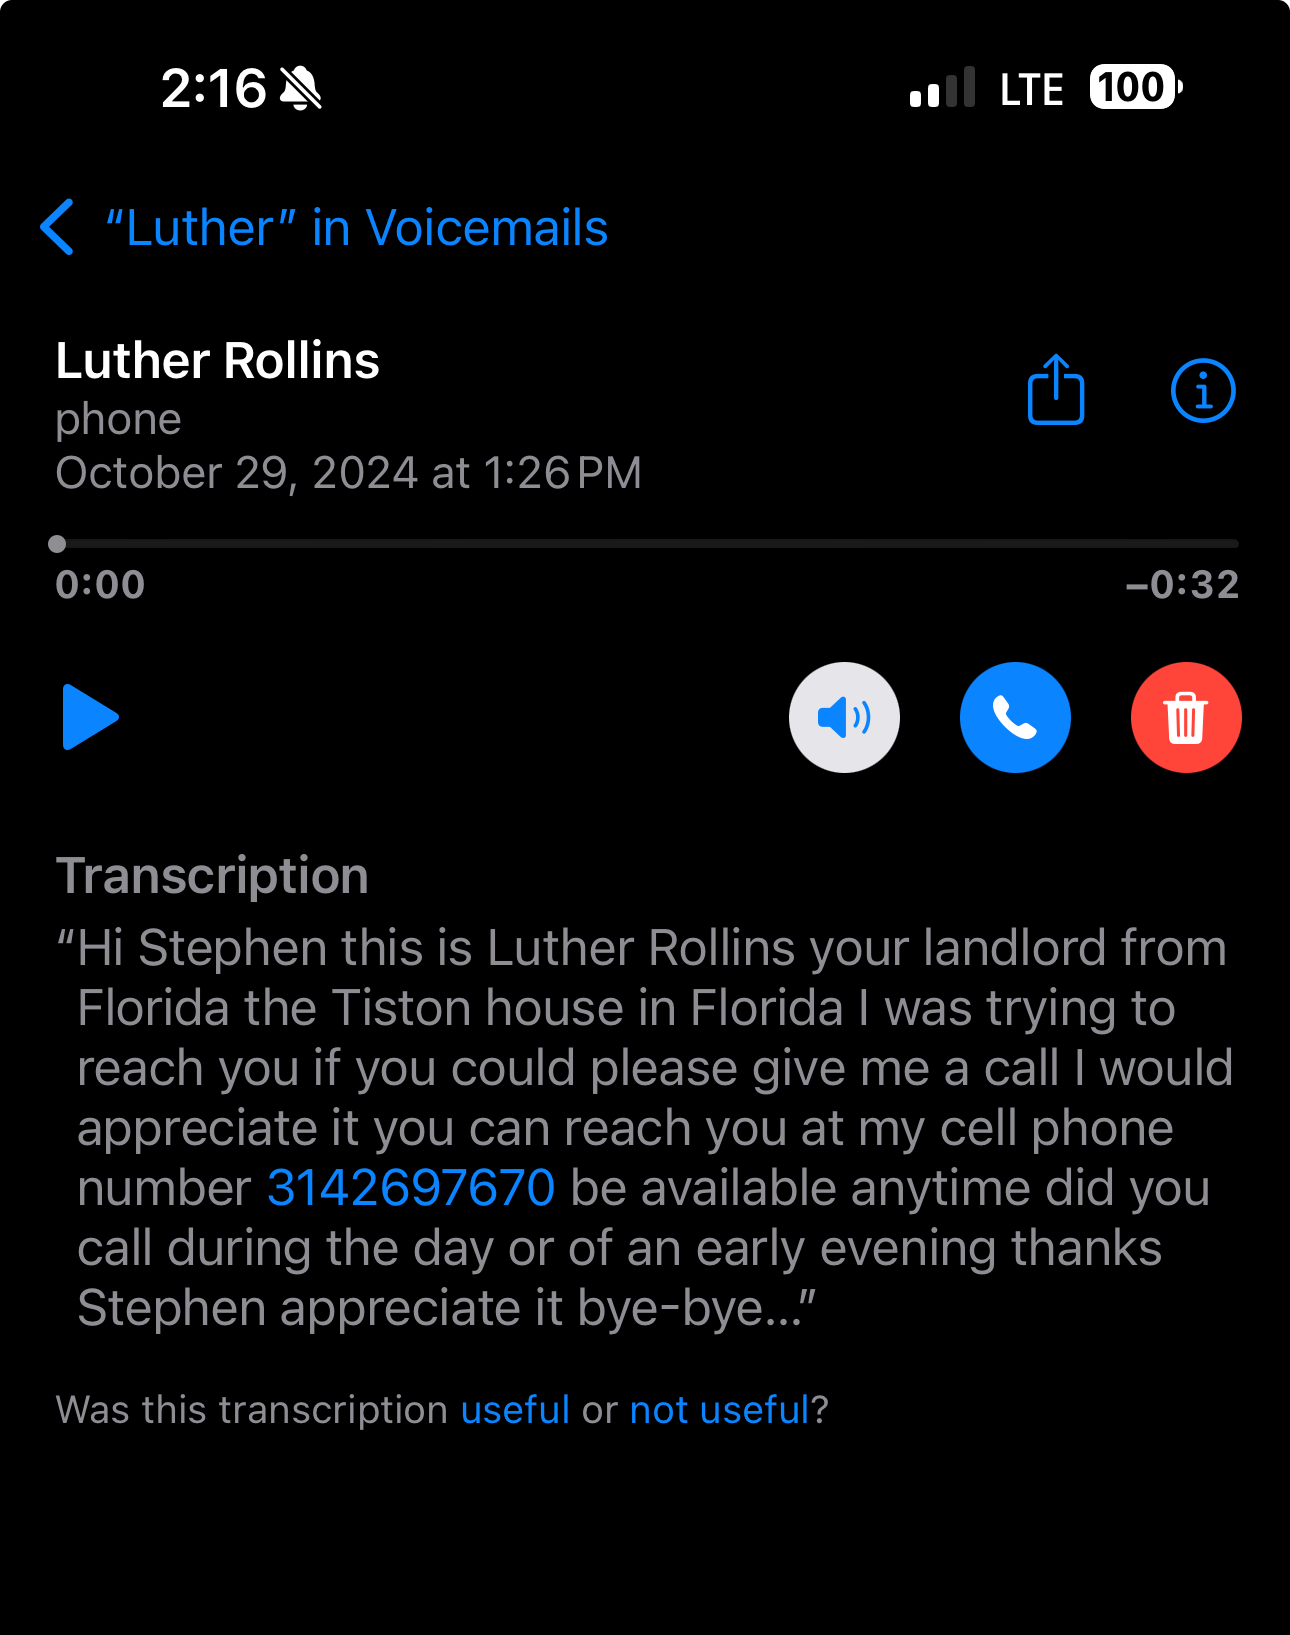 2:16 LTE 100
“Luther” in Voicemails
Luther Rollins
phone
October 29, 2024 at 1:26 PM
0:00 –0:32
Transcription
“Hi Stephen this is Luther Rollins your landlord from
Florida the Tiston house in Florida I was trying to
reach you if you could please give me a call I would
appreciate it you can reach you at my cell phone
number 3142697670 be available anytime did you
call during the day or of an early evening thanks
Stephen appreciate it bye-bye...”
Was this transcription useful or not useful?